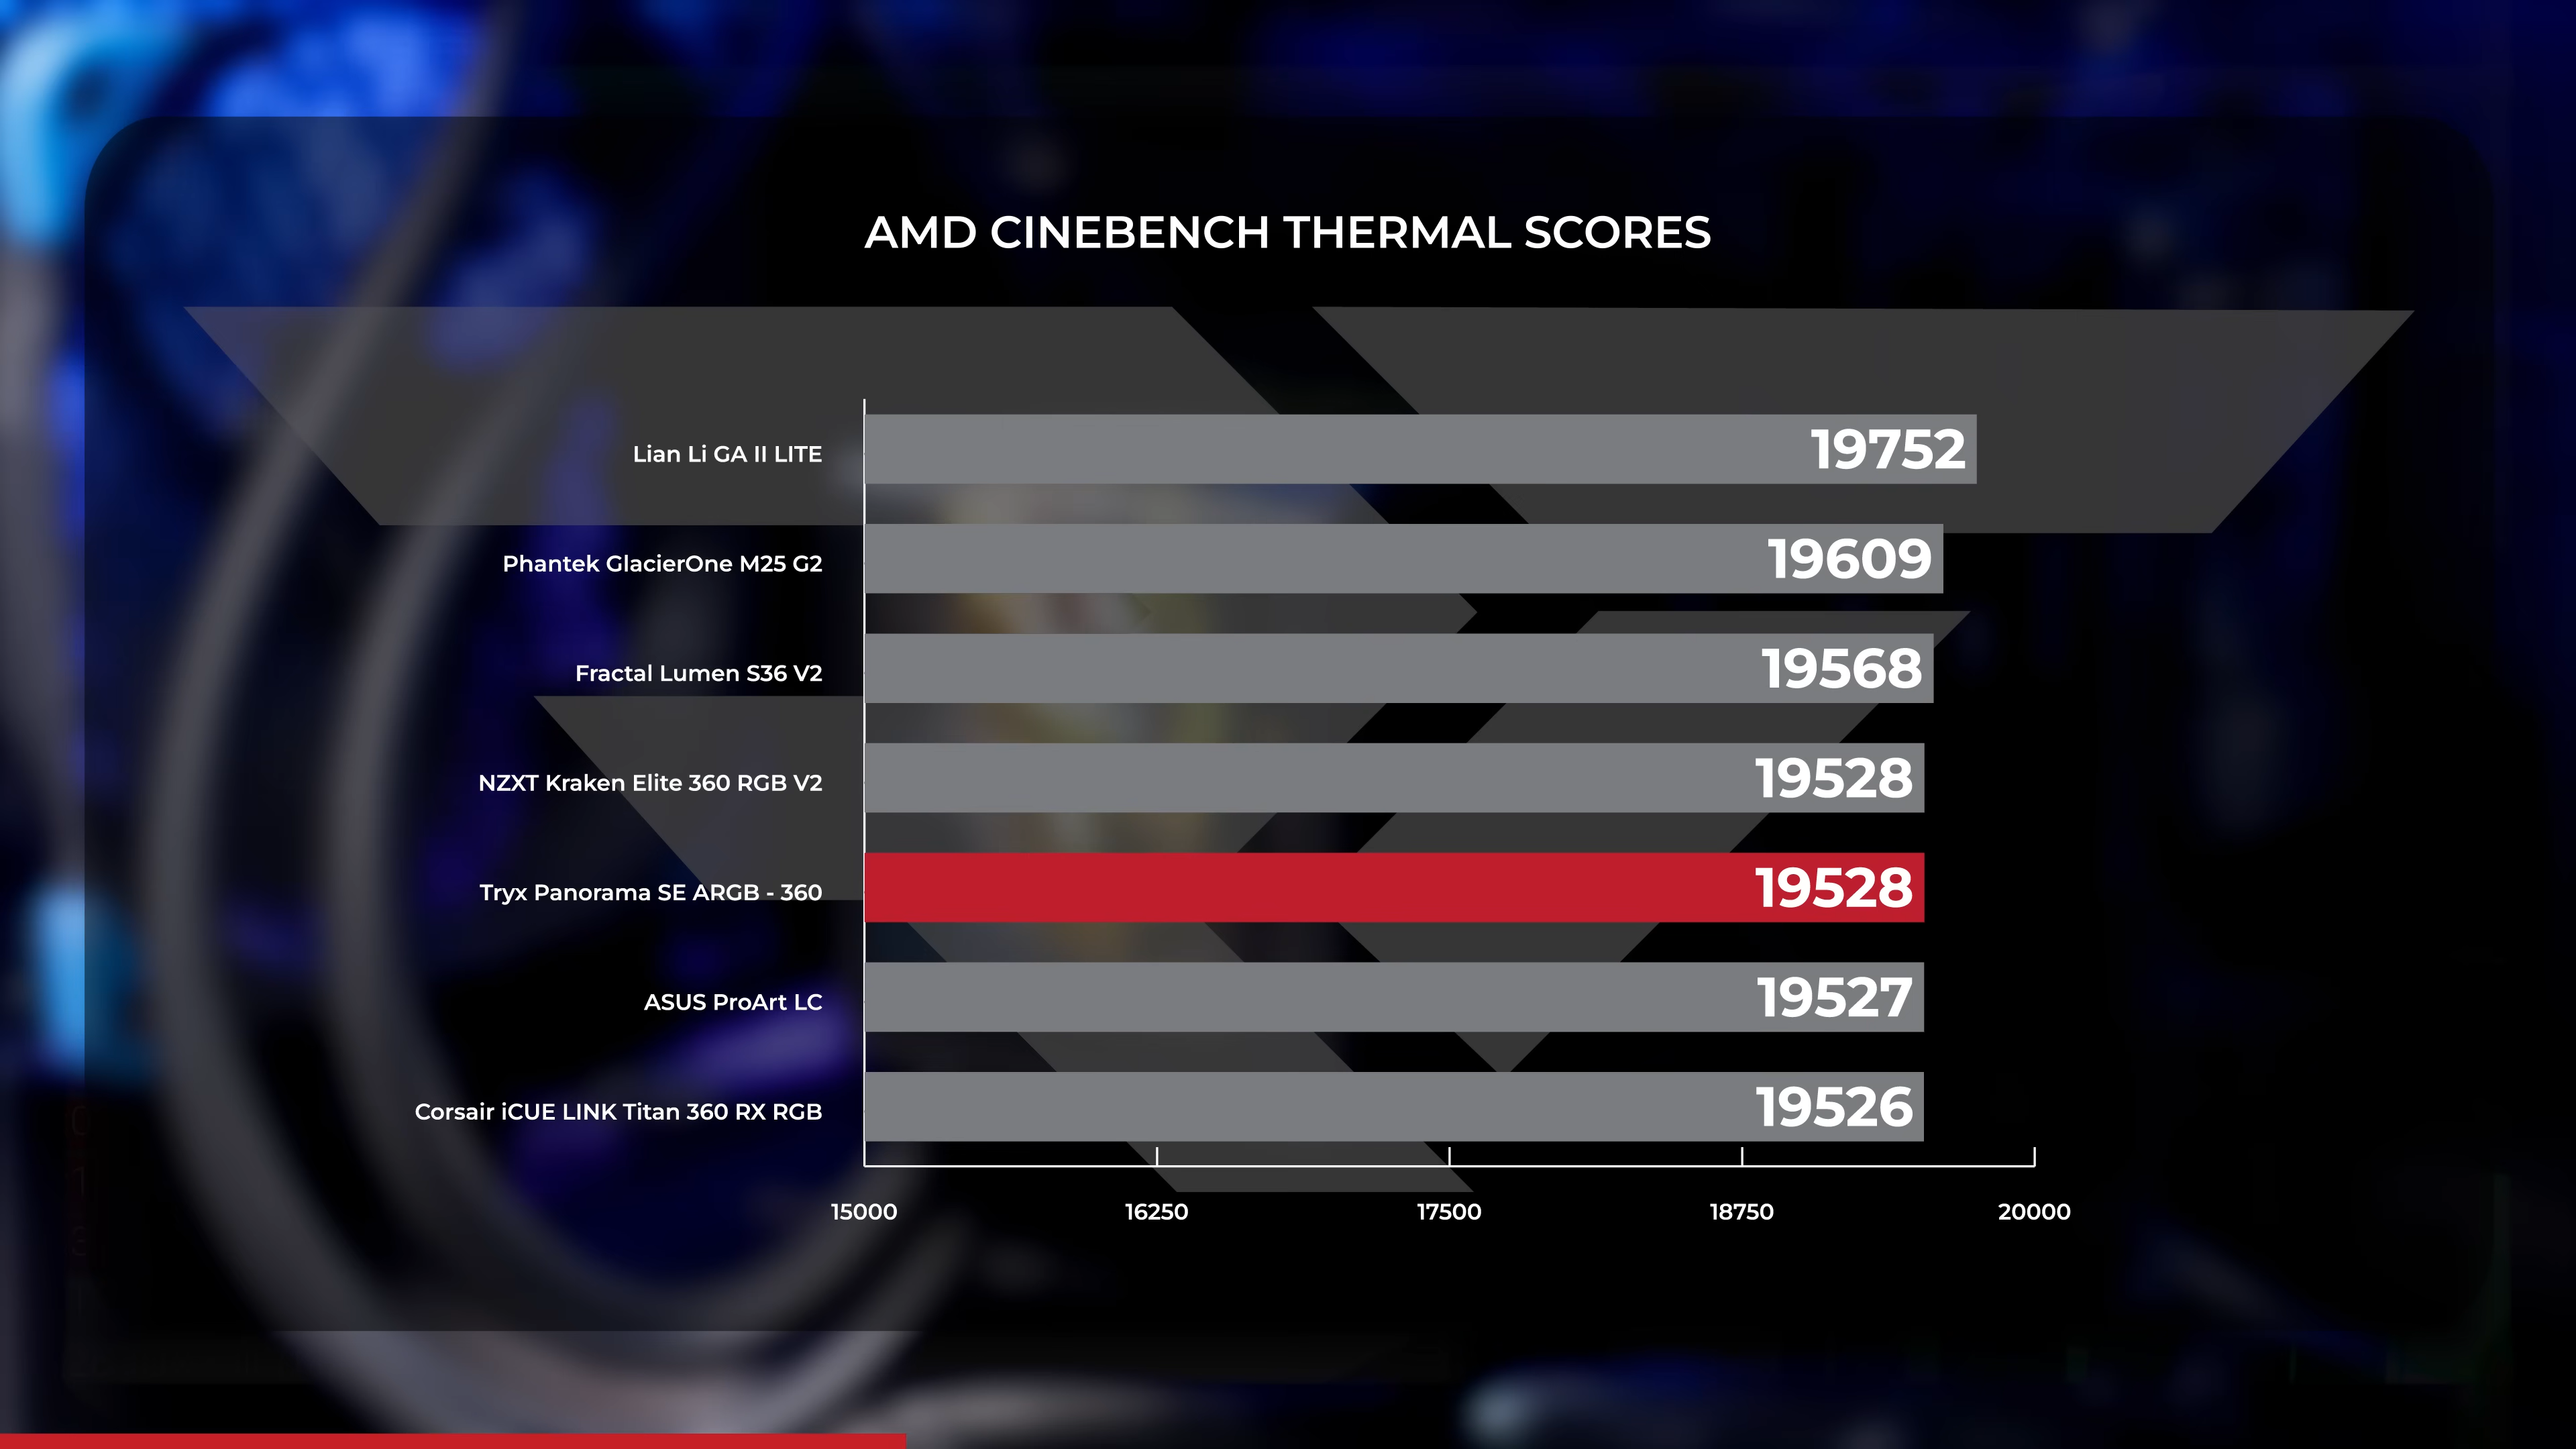 AMD CINEBENCH THERMAL SCORES
Lian Li GA II LITE 19752
Phantek GlacierOne M25 G2 19609
Fractal Lumen S36 V2 19568
NZXT Kraken Elite 360 RGB V2 19528
Tryx Panorama SE ARGB - 360 19528
ASUS ProArt LC 19527
Corsair iCUE LINK Titan 360 RX RGB 19526
15000 16250 17500 18750 20000